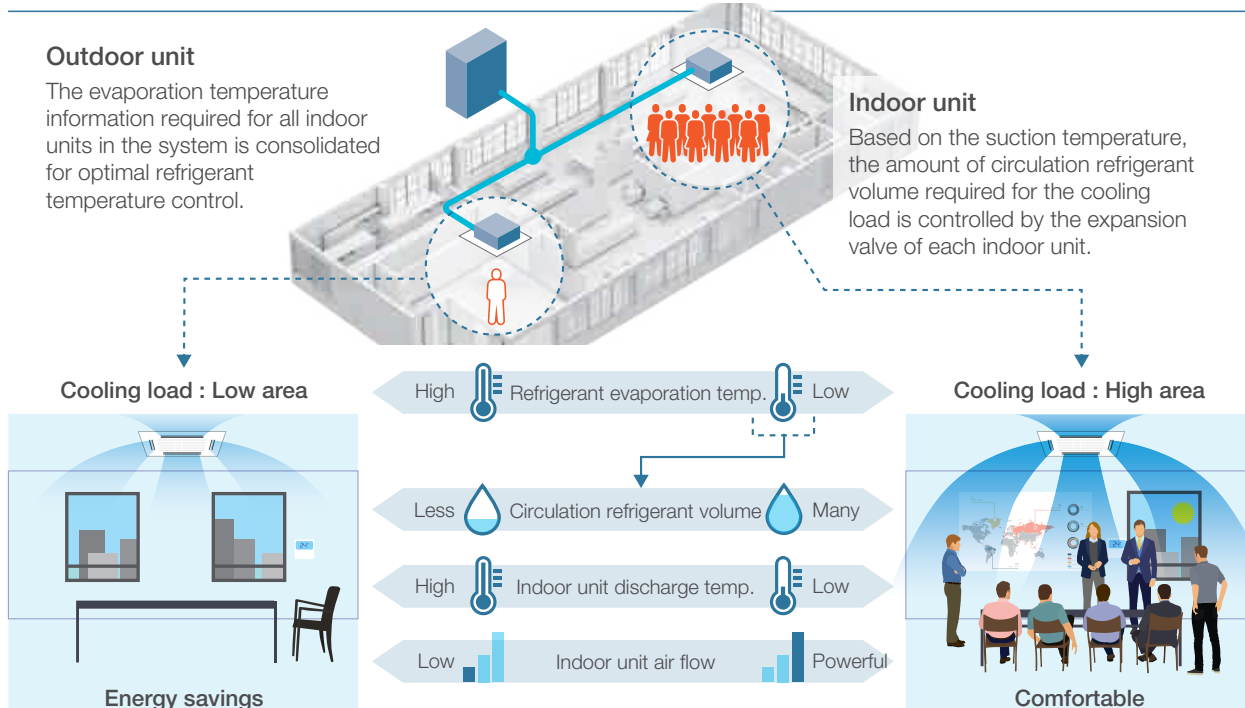 Outdoor unit
The evaporation temperature
information required for all indoor
units in the system is consolidated
for optimal refrigerant
temperature control.
Indoor unit
Based on the suction temperature,
the amount of circulation refrigerant
volume required for the cooling
load is controlled by the expansion
valve of each indoor unit.
Cooling load : Low area
High Refrigerant evaporation temp. Low
Cooling load : High area
Less Circulation refrigerant volume Many
High Indoor unit discharge temp. Low
Low Indoor unit air flow Powerful
Energy savings
Comfortable